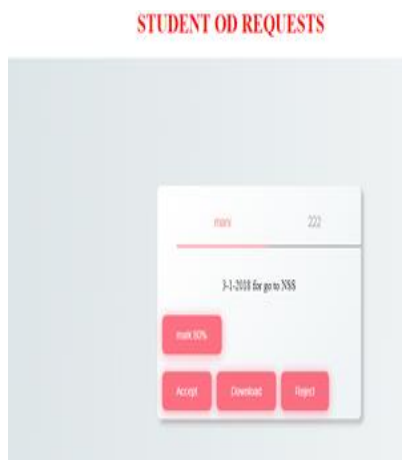 STUDENT OD REQUESTS
mani 222
3-1-2018 for go to NSS
mark:80%
Accept Download Reject